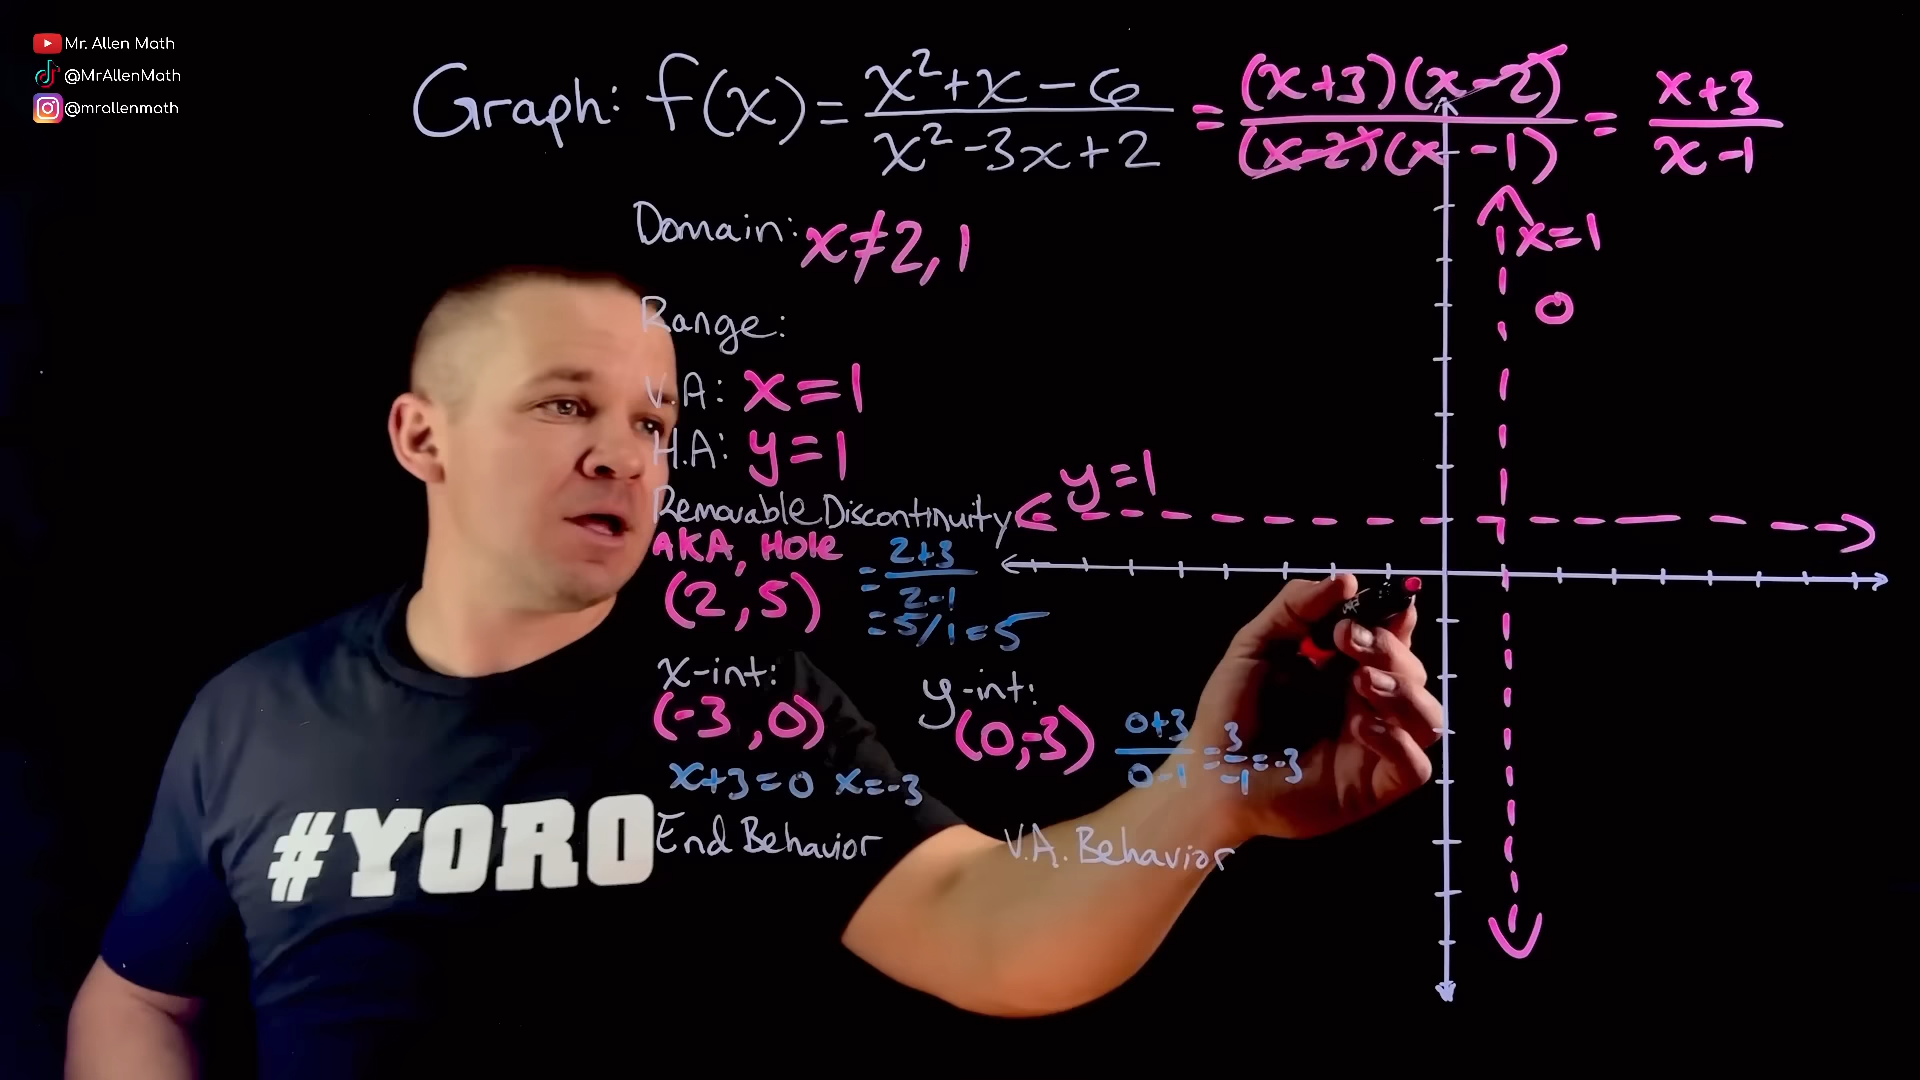 Mr. Allen Math
@MrAllenMath
@mrallenmath
Graph: f(x) = x²+x-6 / x²-3x+2 = (x+3)(x-2) / (x-2)(x-1) = x+3 / x-1
Domain: x≠2, 1
x=1
0
Range:
V.A: x=1
H.A: y=1
y=1
Removable Discontinuity
AKA, Hole
(2,5)
= 2+3 / 2-1
= 5/1 = 5
x-int:
(-3, 0)
x+3=0 x=-3
y-int:
(0,-3)
0+3 / 0-1 = 3 / -1 = -3
End Behavior
V.A. Behavior
#YORO